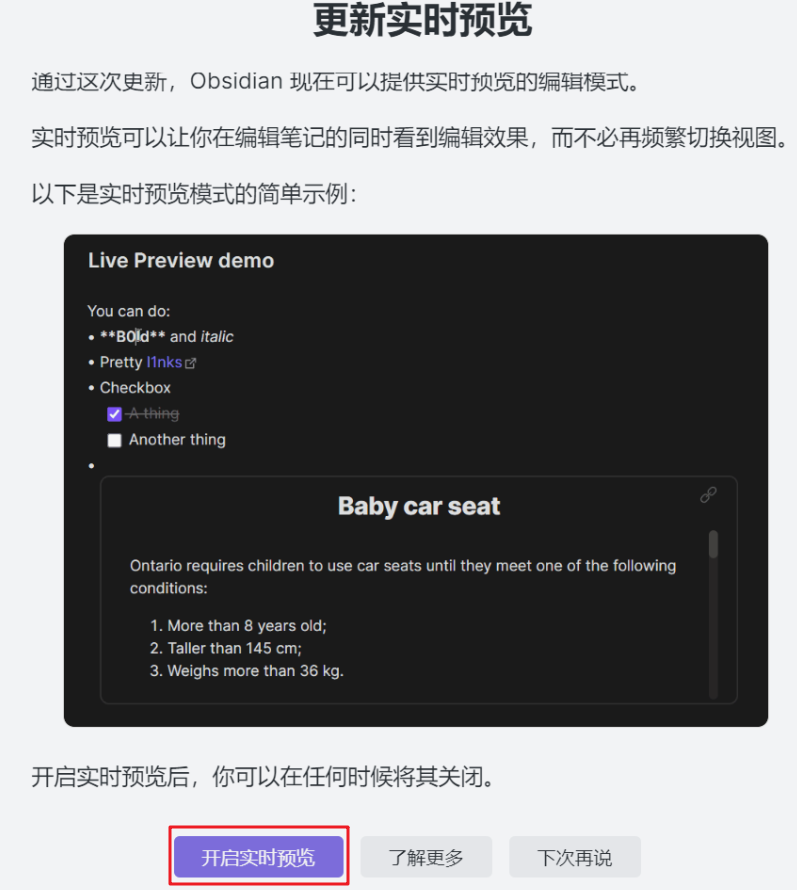 更新实时预览
通过这次更新，Obsidian 现在可以提供实时预览的编辑模式。
实时预览可以让你在编辑笔记的同时看到编辑效果，而不必再频繁切换视图。
以下是实时预览模式的简单示例：
Live Preview demo
You can do:
• **B0ld** and italic
• Pretty l1nks
• Checkbox
A thing
Another thing
•
Baby car seat
Ontario requires children to use car seats until they meet one of the following
conditions:
1. More than 8 years old;
2. Taller than 145 cm;
3. Weighs more than 36 kg.
开启实时预览后，你可以在任何时候将其关闭。
开启实时预览 了解更多 下次再说